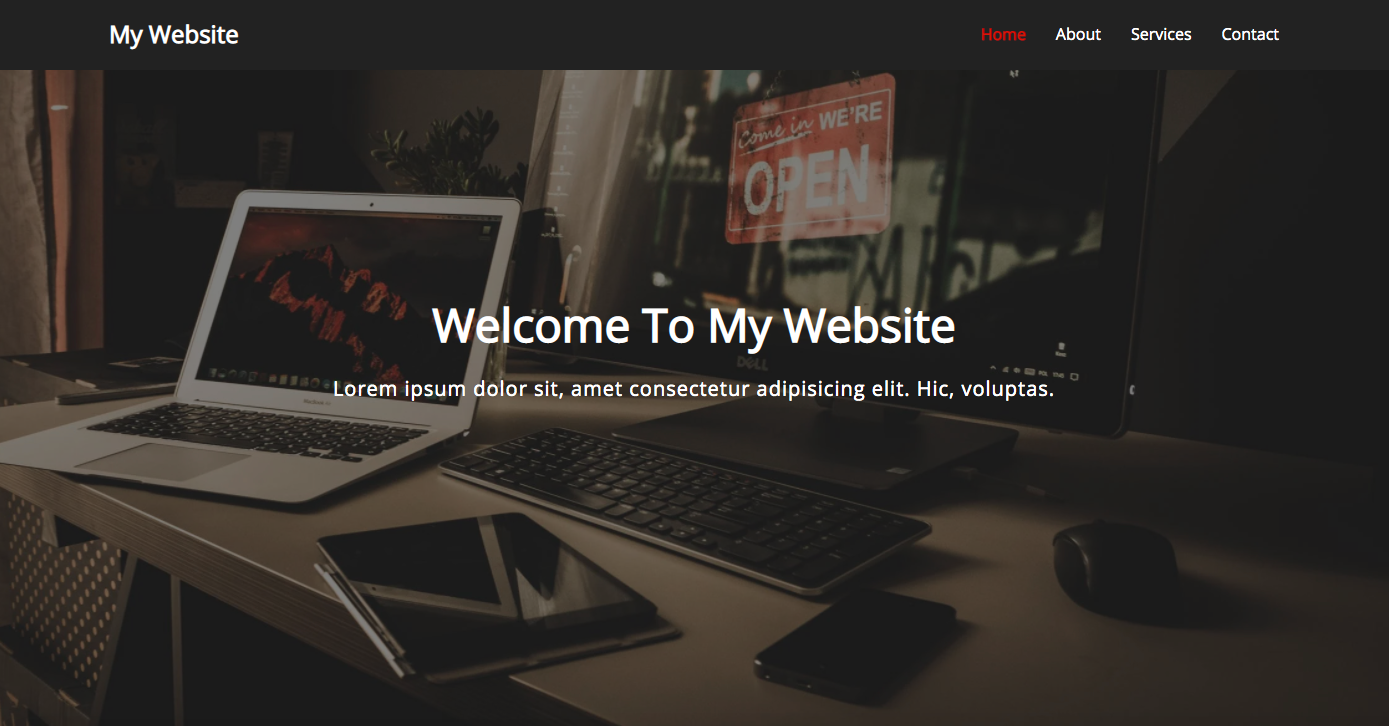 My Website
Home About Services Contact
come in WE'RE
OPEN
Welcome To My Website
DELL
Lorem ipsum dolor sit, amet consectetur adipisicing elit. Hic, voluptas.